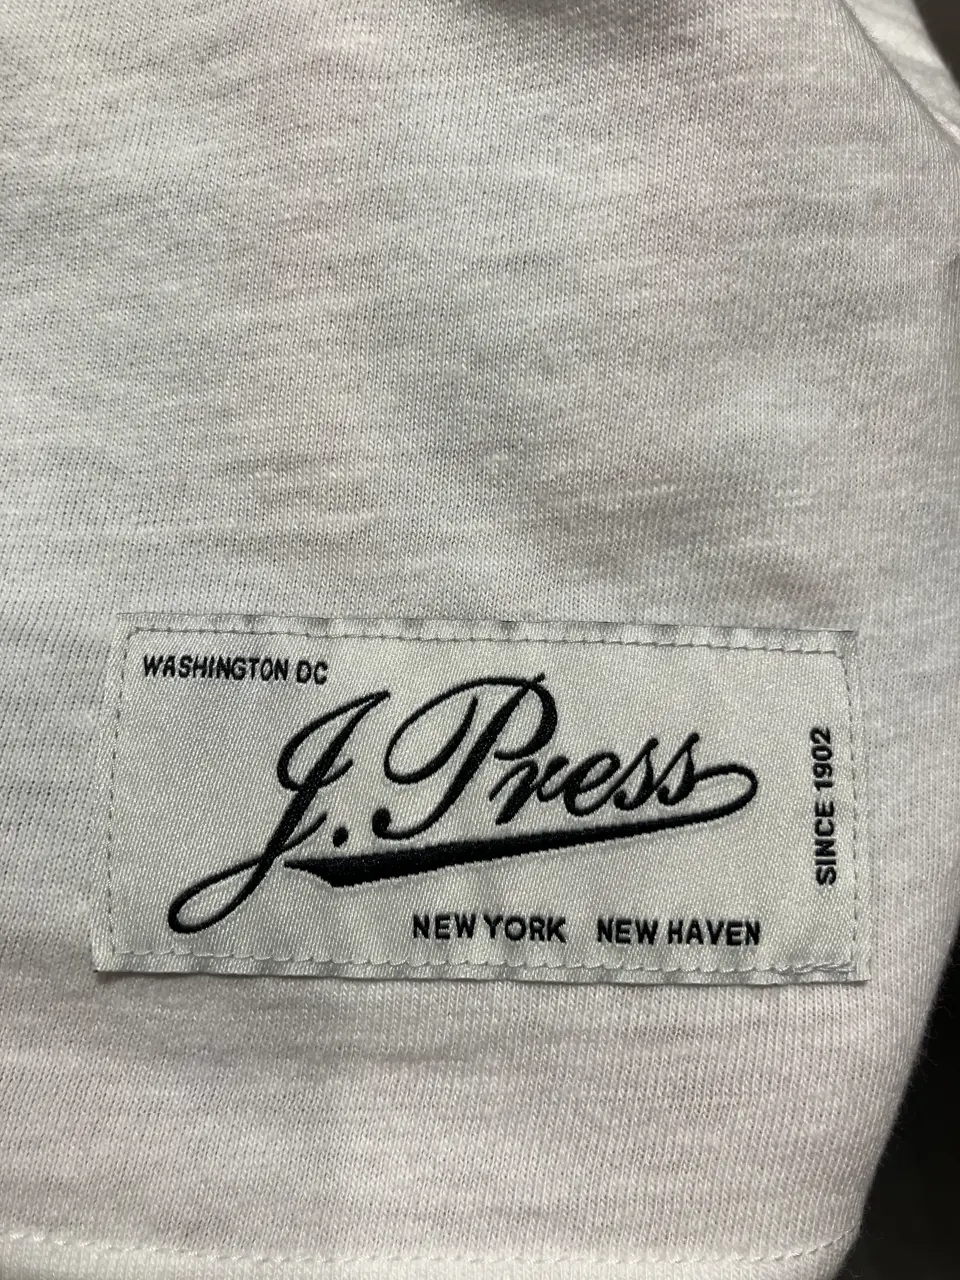 WASHINGTON DC
J. Press
SINCE 1902
NEW YORK NEW HAVEN